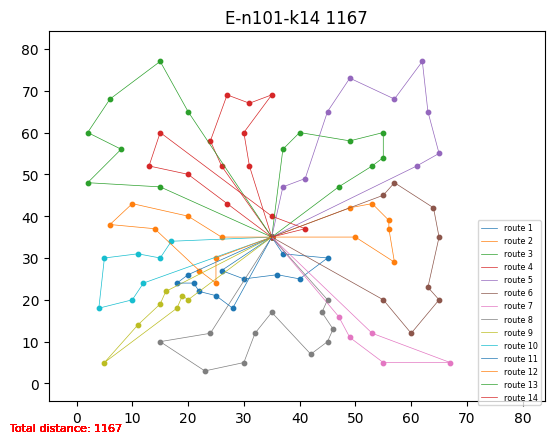 E-n101-k14 1167
80
70
60
50
40
30
20
10
0
0 10 20 30 40 50 60 70 80
route 1
route 2
route 3
route 4
route 5
route 6
route 7
route 8
route 9
route 10
route 11
route 12
route 13
route 14
Total distance: 1167